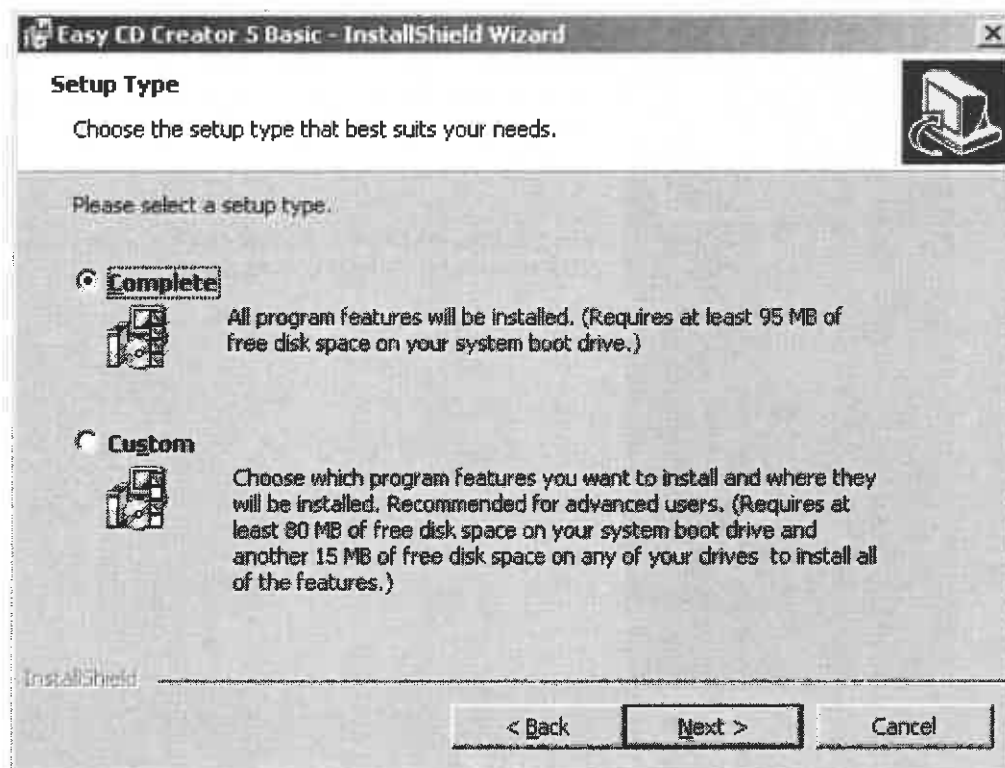 Easy CD Creator 5 Basic - InstallShield Wizard
Setup Type
Choose the setup type that best suits your needs.
Please select a setup type.
Complete
All program features will be installed. (Requires at least 95 MB of
free disk space on your system boot drive.)
Custom
Choose which program features you want to install and where they
will be installed. Recommended for advanced users. (Requires at
least 80 MB of free disk space on your system boot drive and
another 15 MB of free disk space on any of your drives to install all
of the features.)
InstallShield
< Back
Next >
Cancel